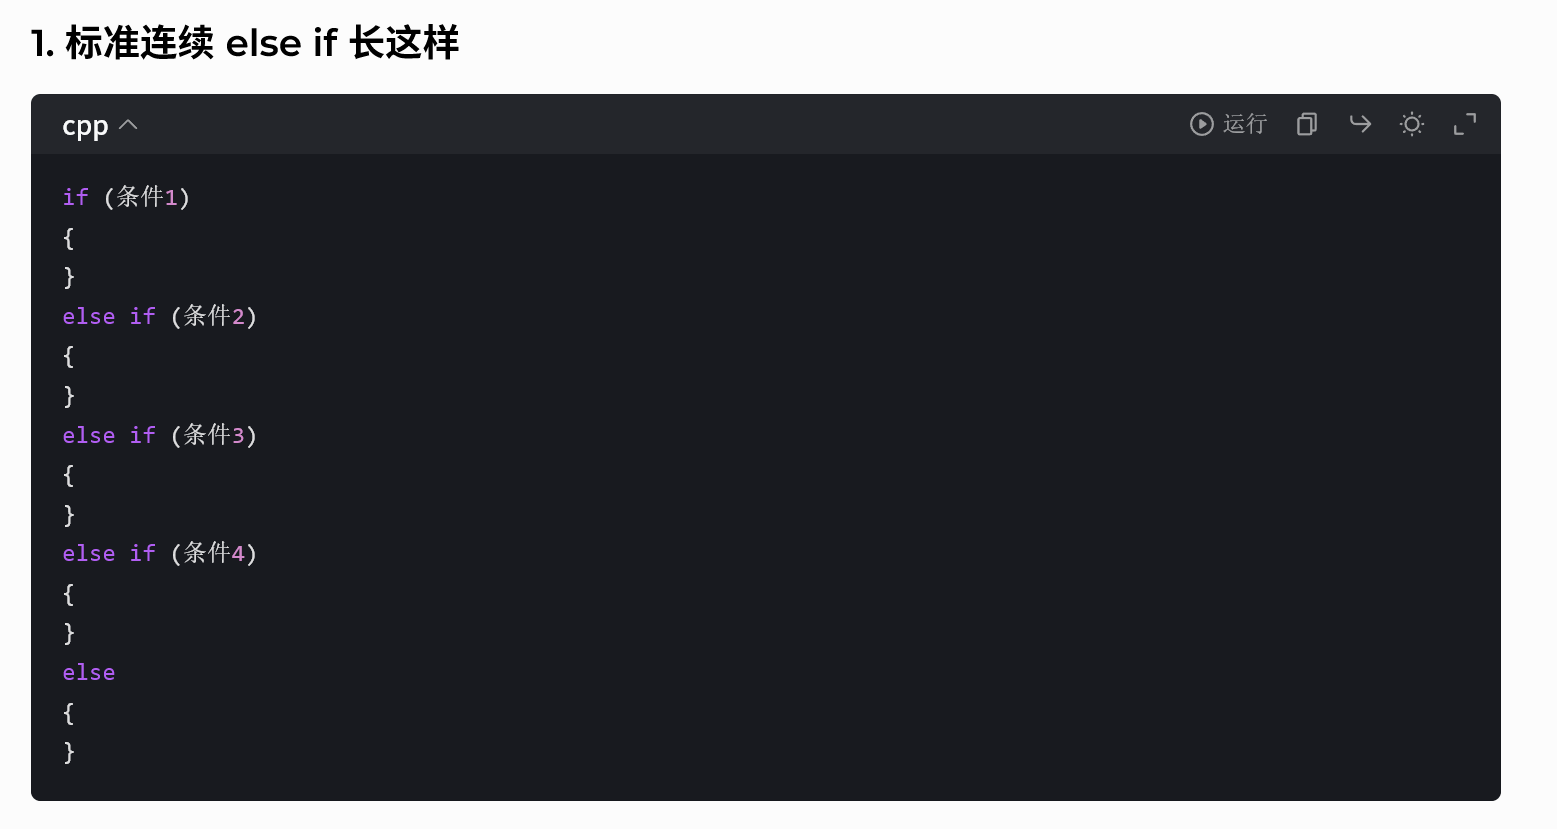 1. 标准连续 else if 长这样
cpp 运行
if (条件1)
{
}
else if (条件2)
{
}
else if (条件3)
{
}
else if (条件4)
{
}
else
{
}